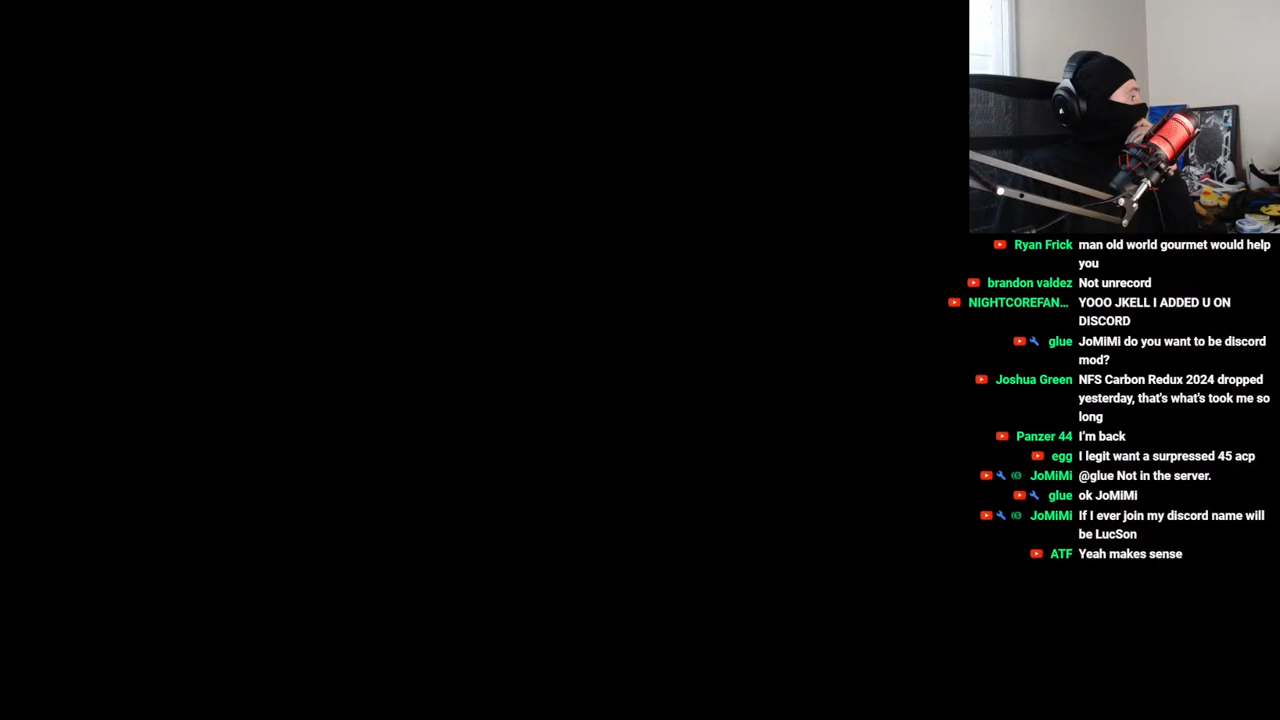 Ryan Frick man old world gourmet would help
you
brandon valdez Not unrecord
NIGHTCOREFAN... YOOO JKELL I ADDED U ON
DISCORD
glue JoMiMi do you want to be discord
mod?
Joshua Green NFS Carbon Redux 2024 dropped
yesterday, that's what's took me so
long
Panzer 44 I'm back
egg I legit want a surpressed 45 acp
JoMiMi @glue Not in the server.
glue ok JoMiMi
JoMiMi If I ever join my discord name will
be LucSon
ATF Yeah makes sense